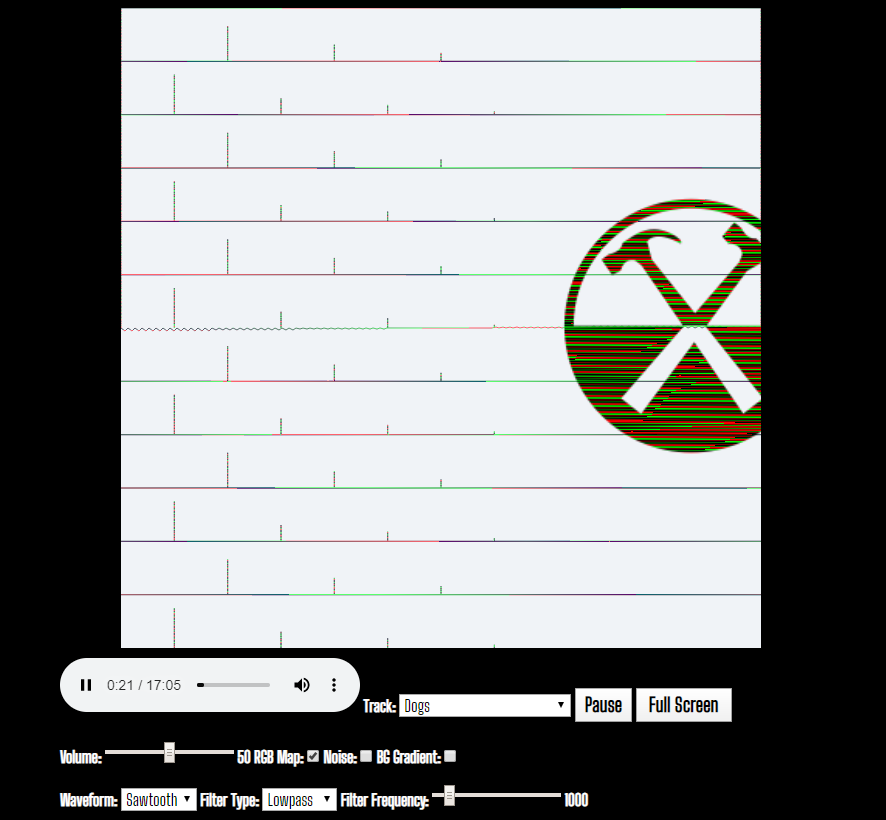 0:21 / 17:05
Track: Dogs Pause Full Screen
Volume: 50 RGB Map: Noise: BG Gradient:
Waveform: Sawtooth Filter Type: Lowpass Filter Frequency: 1000